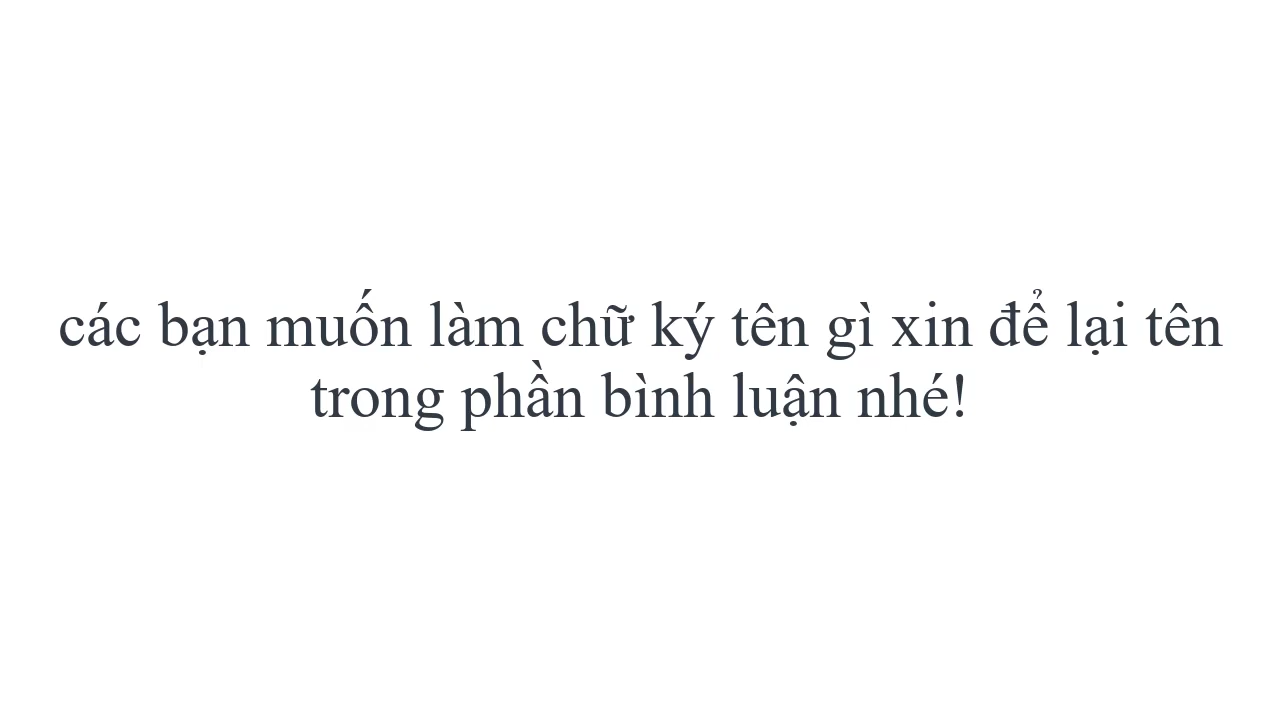 các bạn muốn làm chữ ký tên gì xin để lại tên
trong phần bình luận nhé!